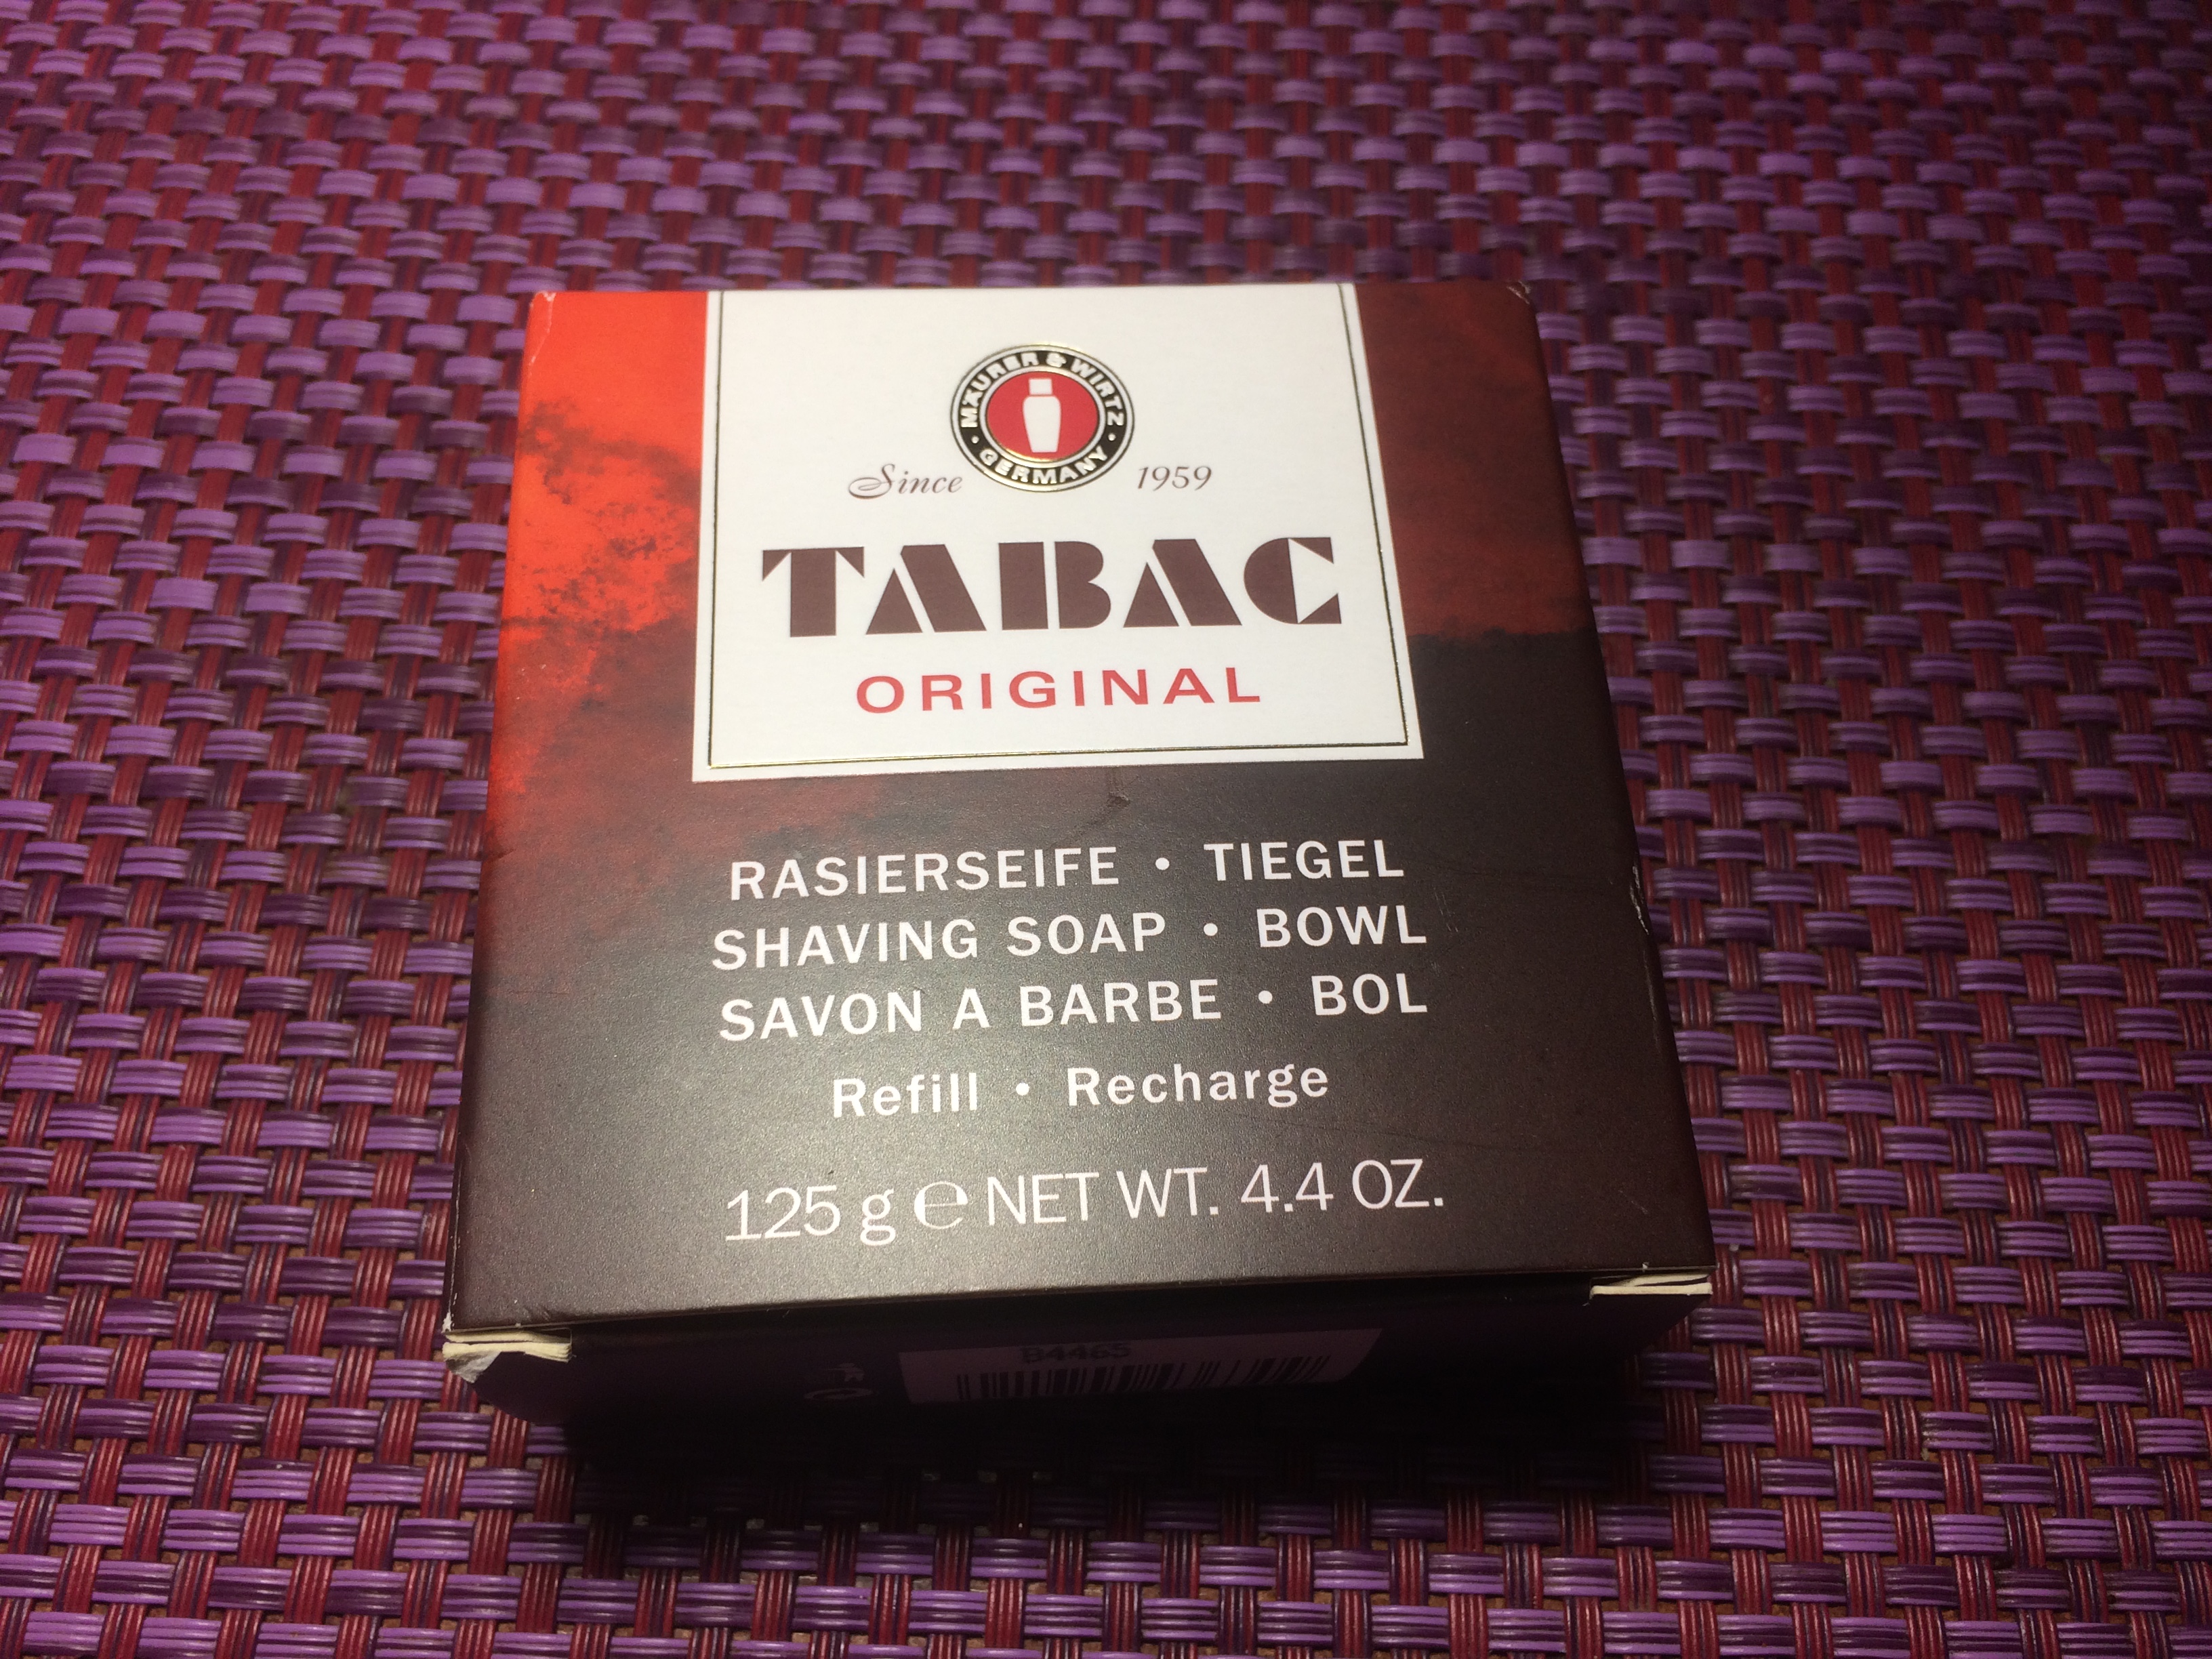 MÄURER & WIRTZ
· GERMANY ·
Since 1959
TABAC
ORIGINAL
RASIERSEIFE • TIEGEL
SHAVING SOAP • BOWL
SAVON A BARBE • BOL
Refill • Recharge
125 g ℮ NET WT. 4.4 OZ.
B4465